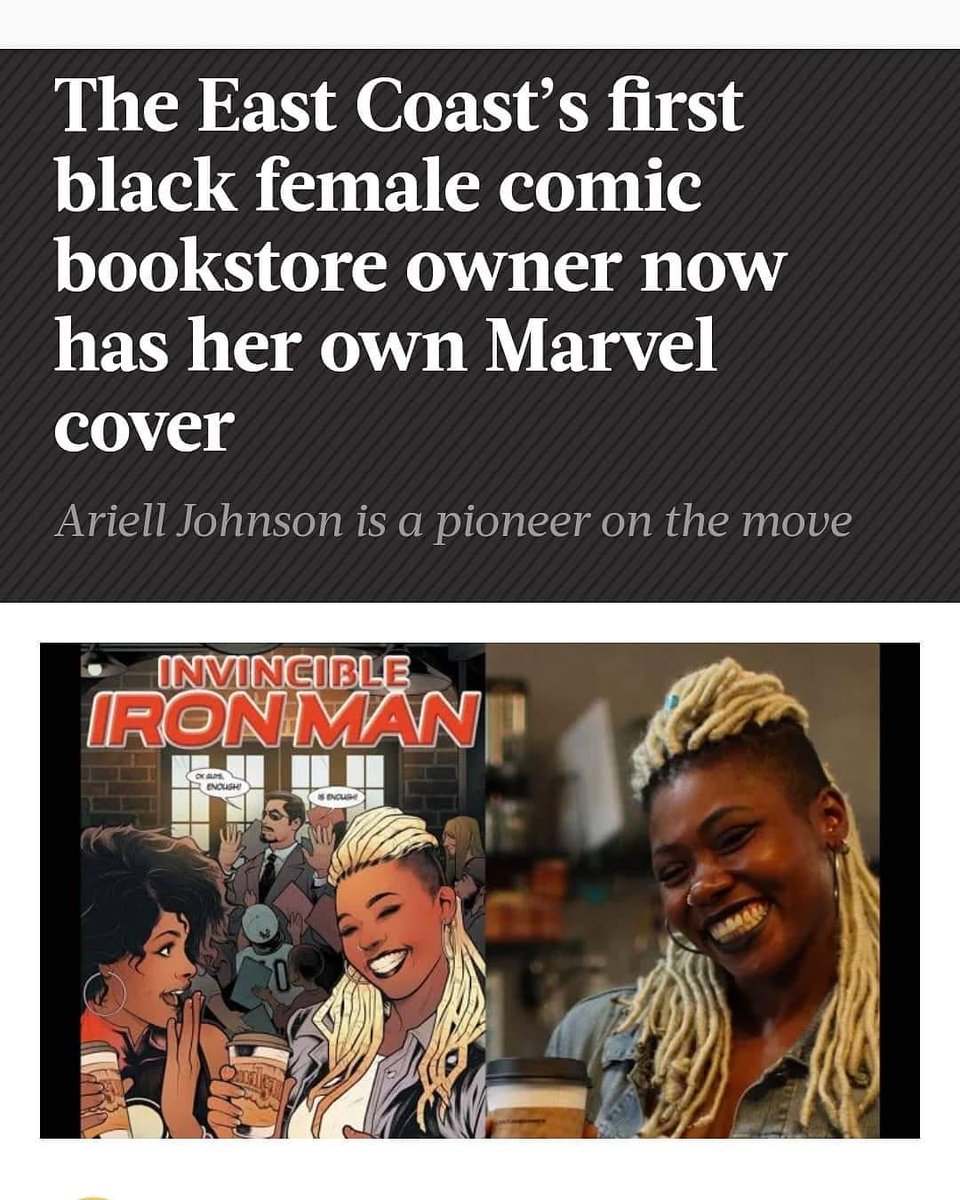 The East Coast’s first
black female comic
bookstore owner now
has her own Marvel
cover
Ariell Johnson is a pioneer on the move
INVINCIBLE
IRON MAN
OK GUYS,
ENOUGH!
IS ENOUGH!